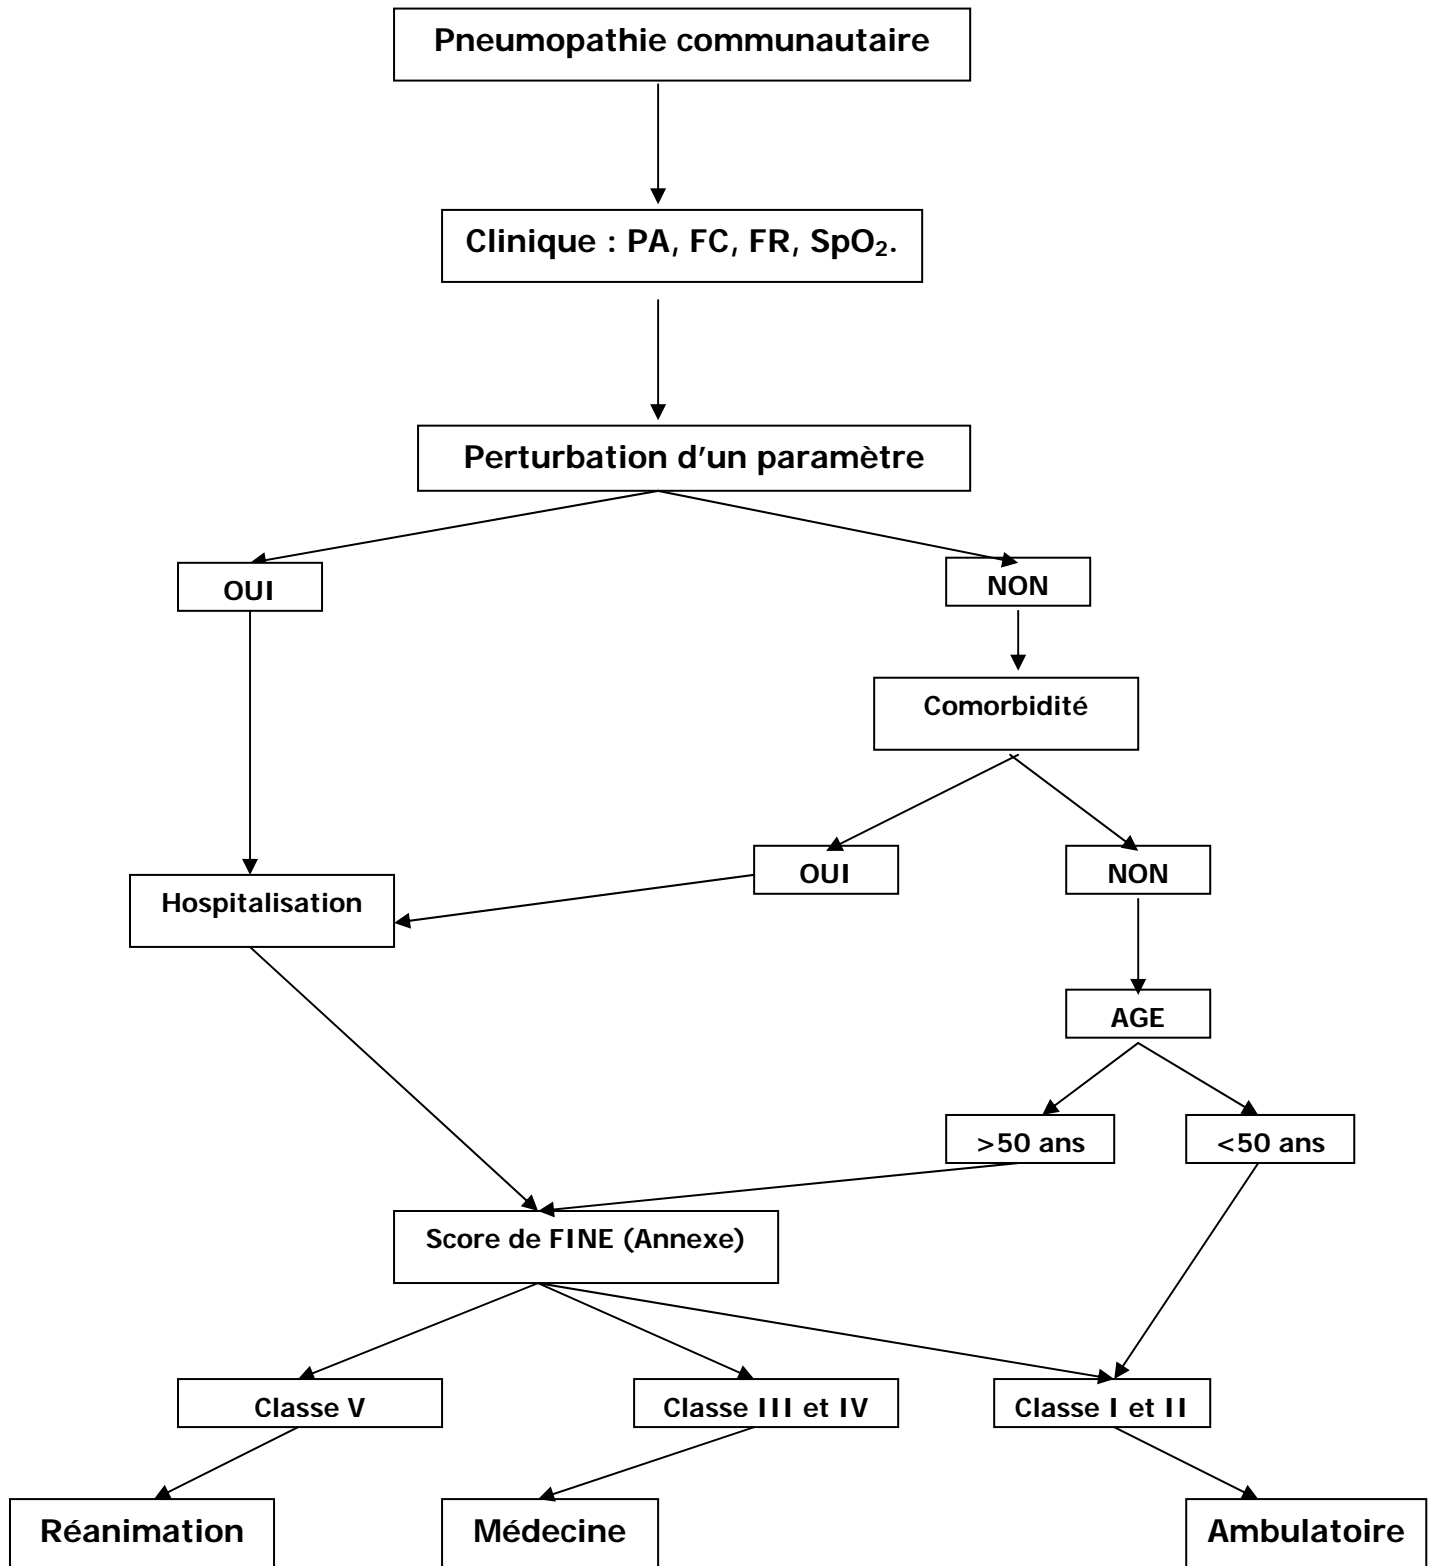 Pneumopathie communautaire
Clinique : PA, FC, FR, SpO₂.
Perturbation d'un paramètre
OUI
NON
Comorbidité
OUI
NON
Hospitalisation
AGE
>50 ans
<50 ans
Score de FINE (Annexe)
Classe V
Classe III et IV
Classe I et II
Réanimation
Médecine
Ambulatoire